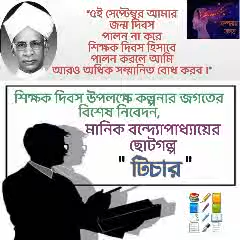 "৫ই সেপ্টেম্বর আমার
জন্ম দিবস
পালন না করে
শিক্ষক দিবস হিসাবে
পালন করলে আমি
আরও অধিক সম্মানিত বোধ করব।"
শিক্ষক দিবস উপলক্ষে কল্পনার জগতের
বিশেষ নিবেদন,
মানিক বন্দ্যোপাধ্যায়ের
ছোটগল্প
" টিচার "